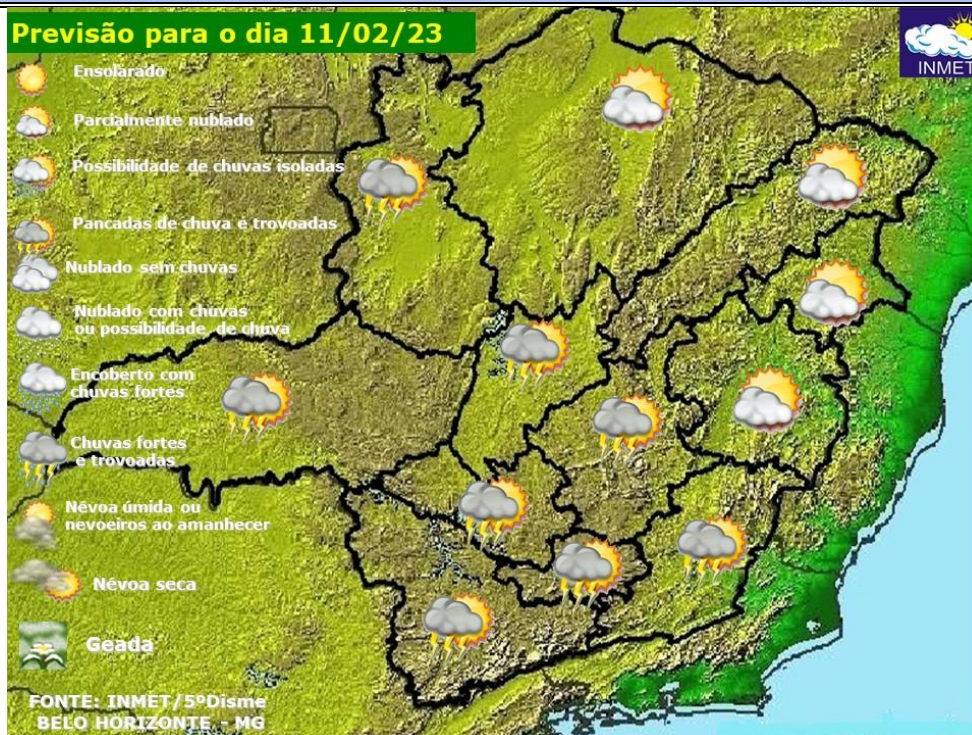 Previsão para o dia 11/02/23
INMET
Ensolarado
Parcialmente nublado
Possibilidade de chuvas isoladas
Pancadas de chuva e trovoadas
Nublado sem chuvas
Nublado com chuvas
ou possibilidade de chuva
Encoberto com
chuvas fortes
Chuvas fortes
e trovoadas
Névoa úmida ou
nevoeiros ao amanhecer
Névoa seca
Geada
FONTE: INMET/5ºDisme
BELO HORIZONTE - MG